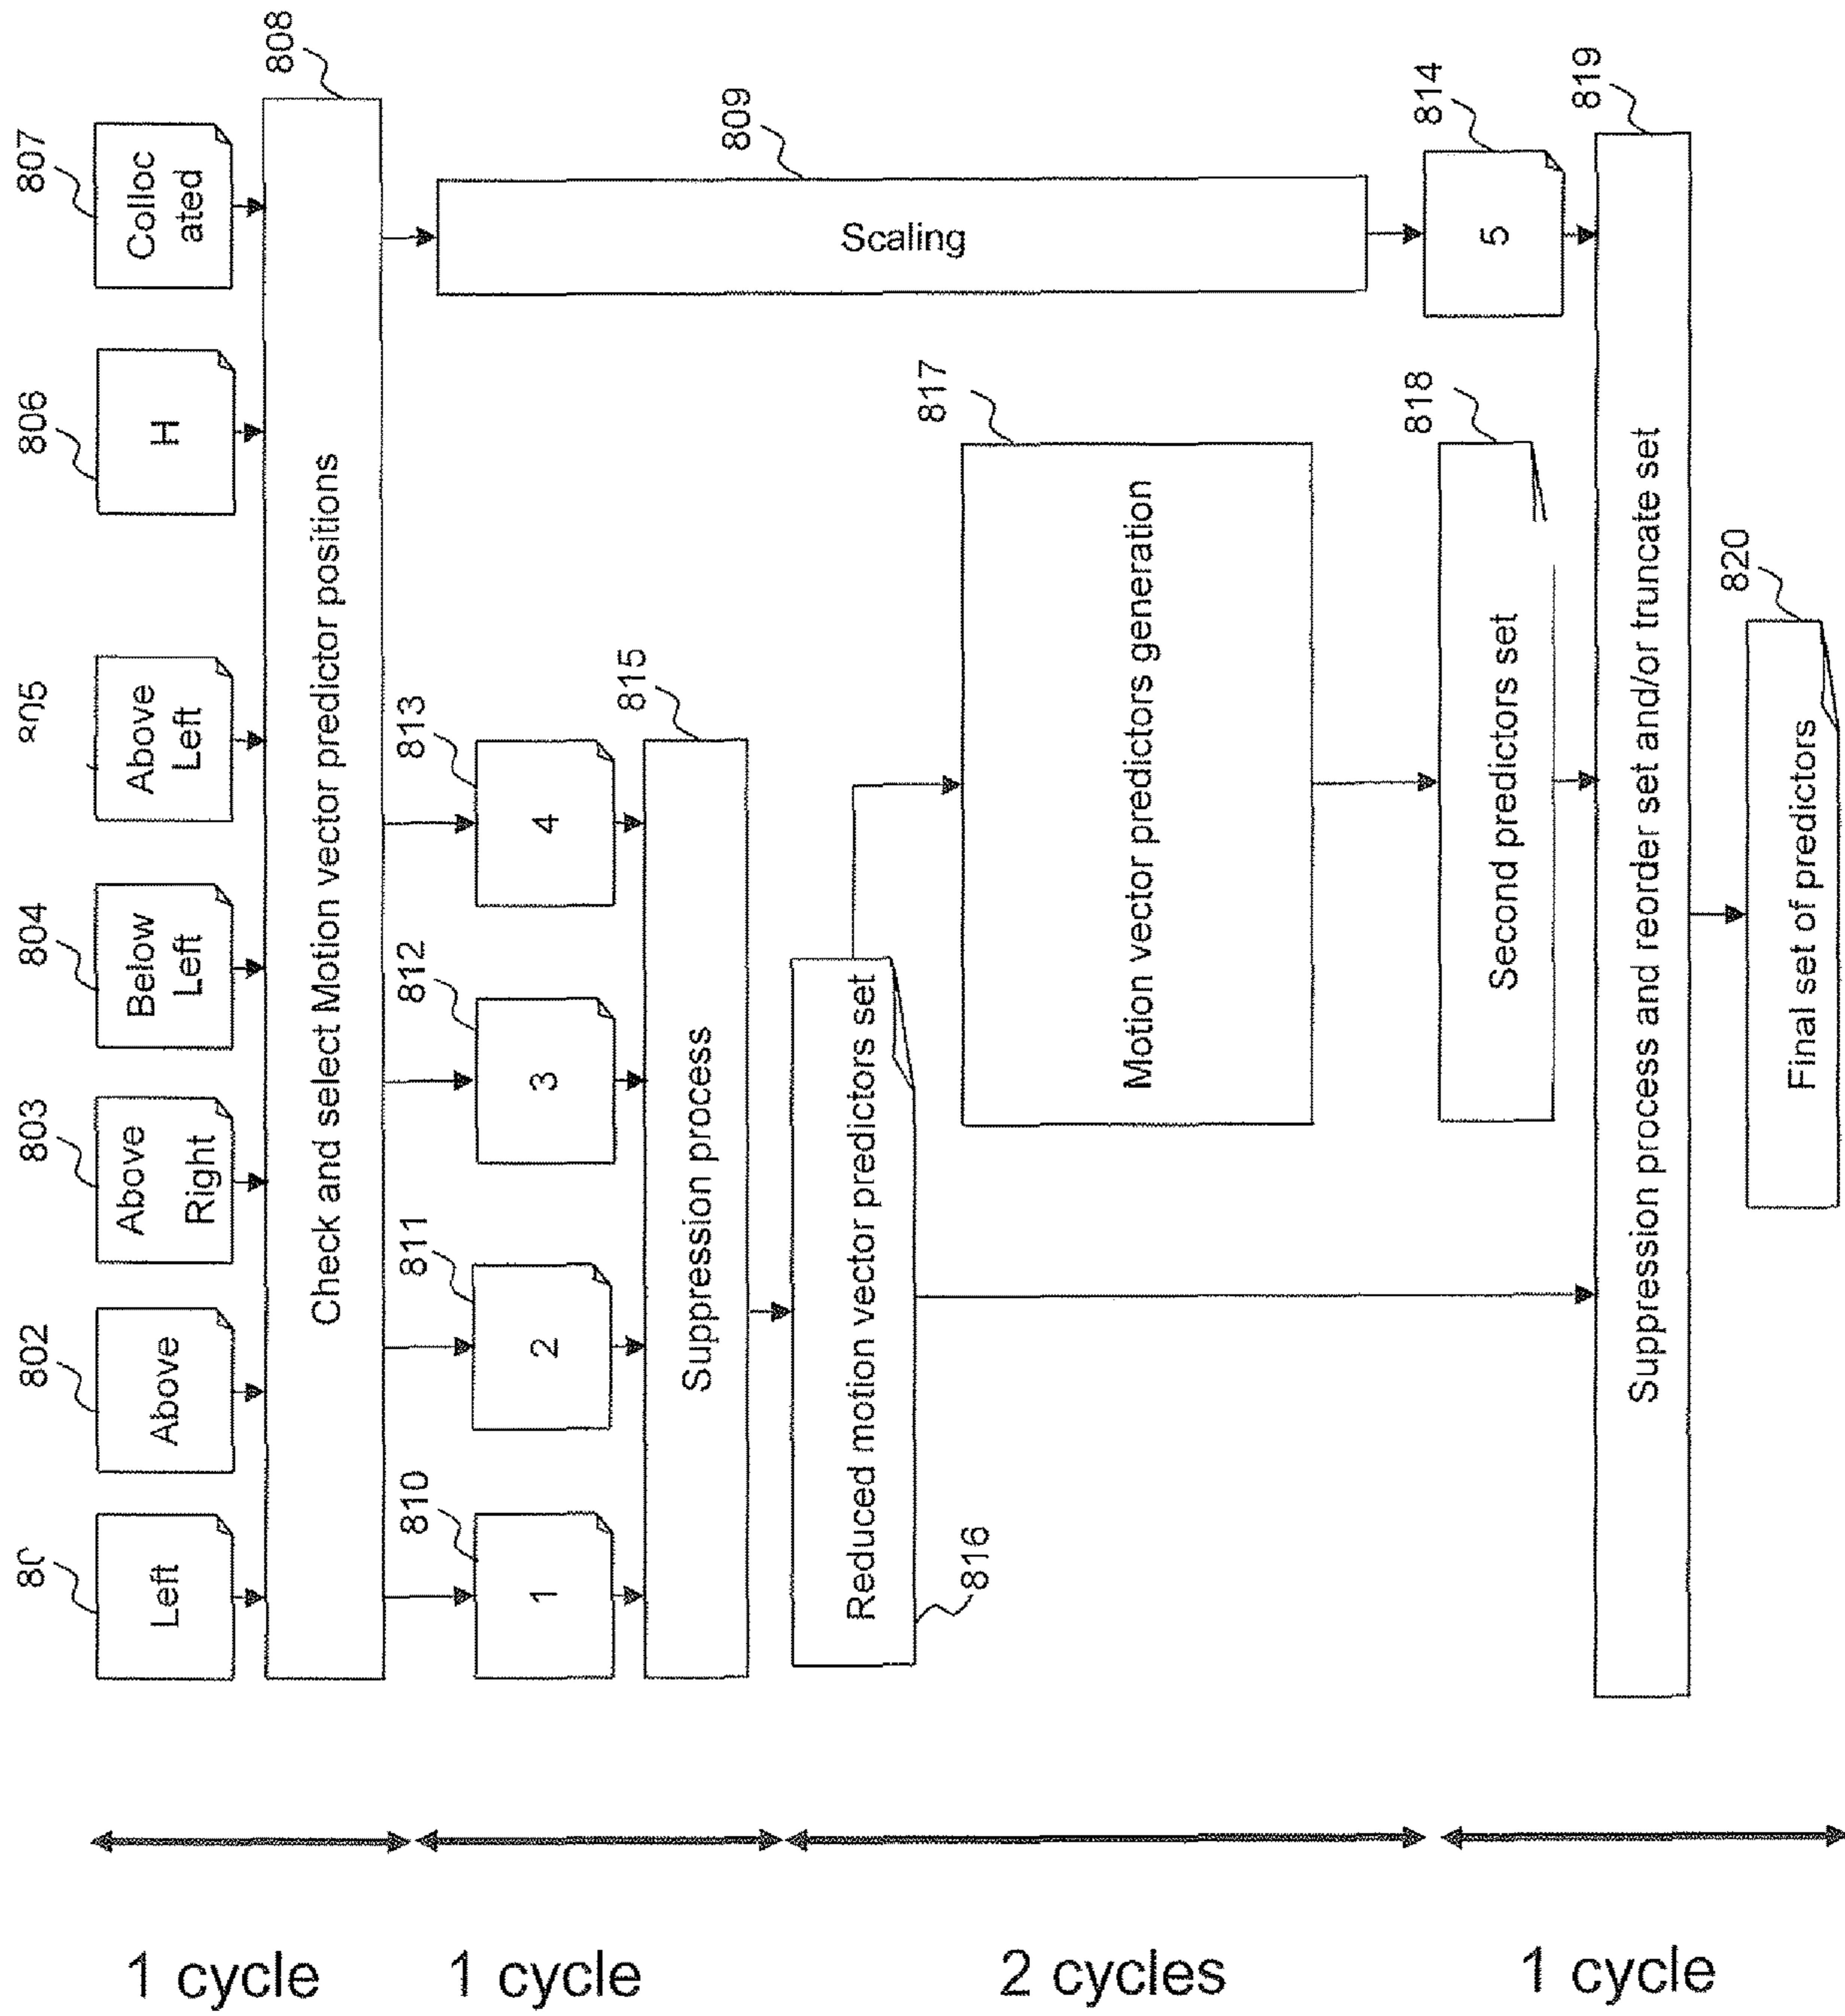 807
806
805
804
803
802
80
Colloc
ated
H
Above
Left
Below
Left
Above
Right
Above
Left
808
Check and select Motion vector predictor positions
809
Scaling
813
812
811
810
4
3
2
1
815
Suppression process
Reduced motion vector predictors set
816
817
Motion vector predictors generation
814
5
818
Second predictors set
819
Suppression process and reorder set and/or truncate set
820
Final set of predictors
1 cycle
1 cycle
2 cycles
1 cycle